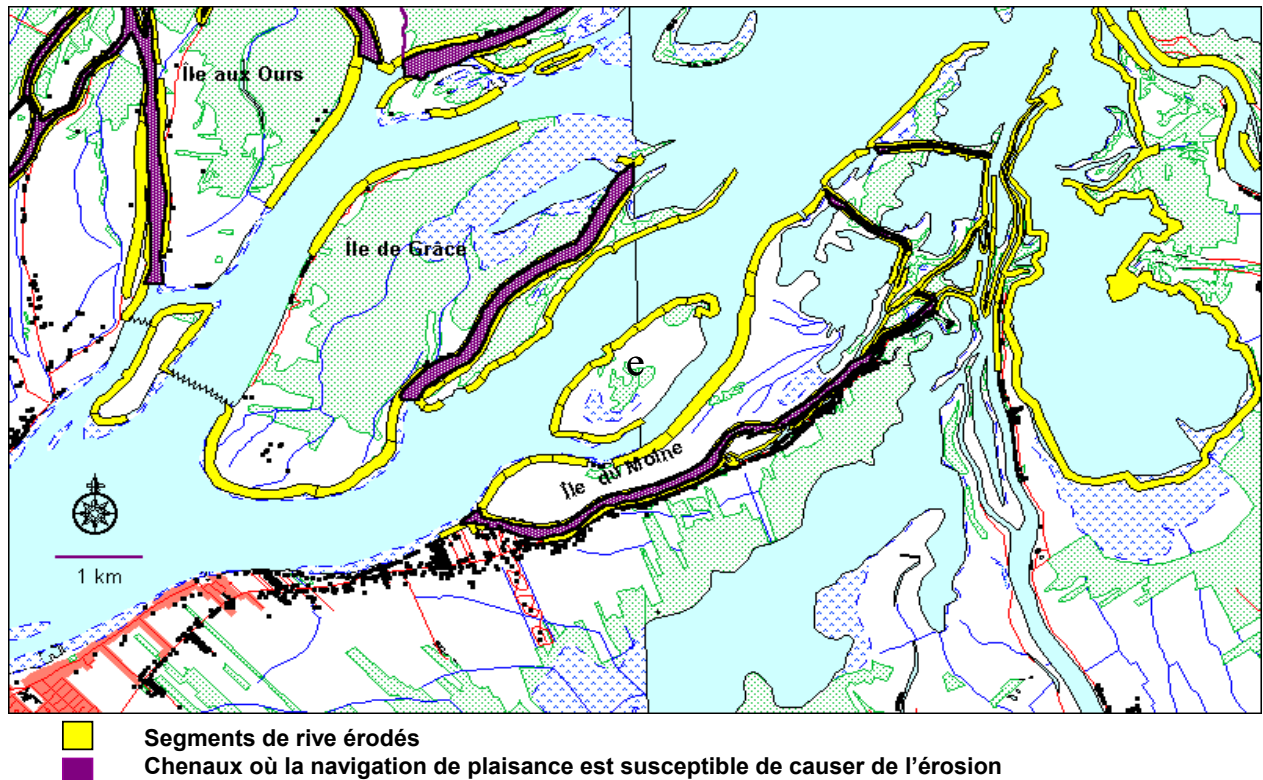 Île aux Ours
Île de Grâce
e
Île du Moine
1 km
Segments de rive érodés
Chenaux où la navigation de plaisance est susceptible de causer de l'érosion